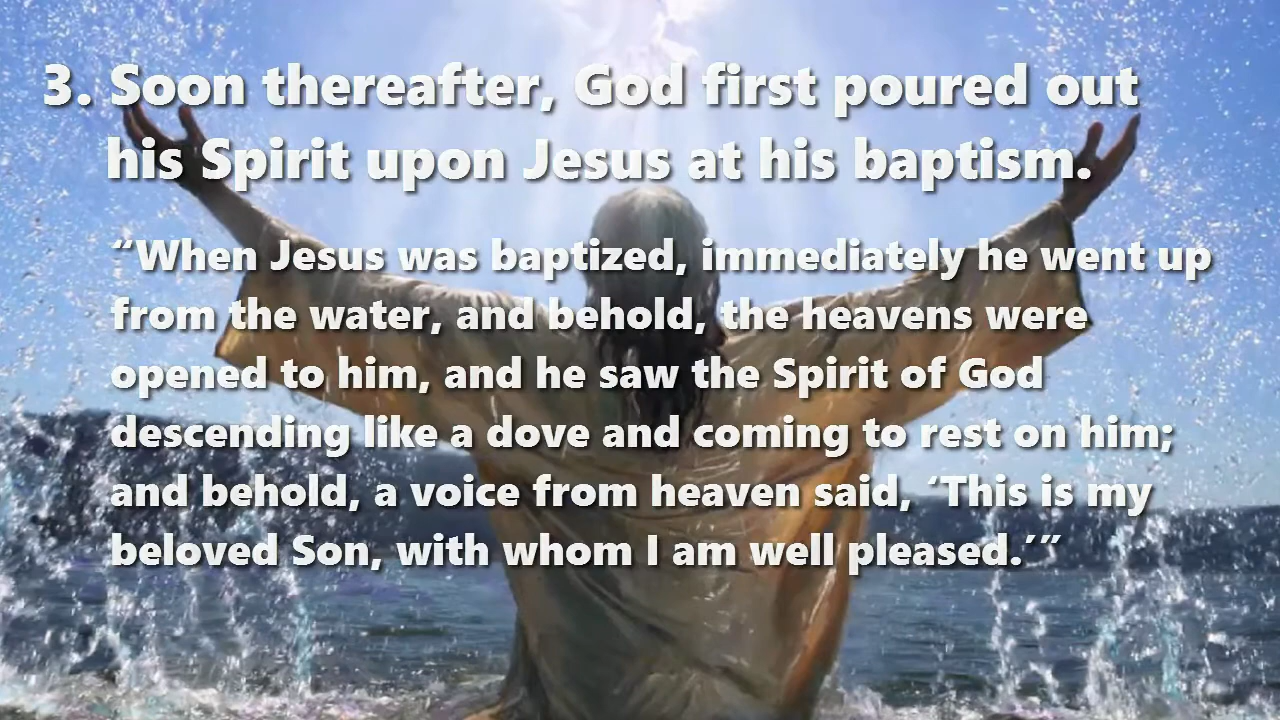 3. Soon thereafter, God first poured out
his Spirit upon Jesus at his baptism.
“When Jesus was baptized, immediately he went up
from the water, and behold, the heavens were
opened to him, and he saw the Spirit of God
descending like a dove and coming to rest on him;
and behold, a voice from heaven said, ‘This is my
beloved Son, with whom I am well pleased.’”